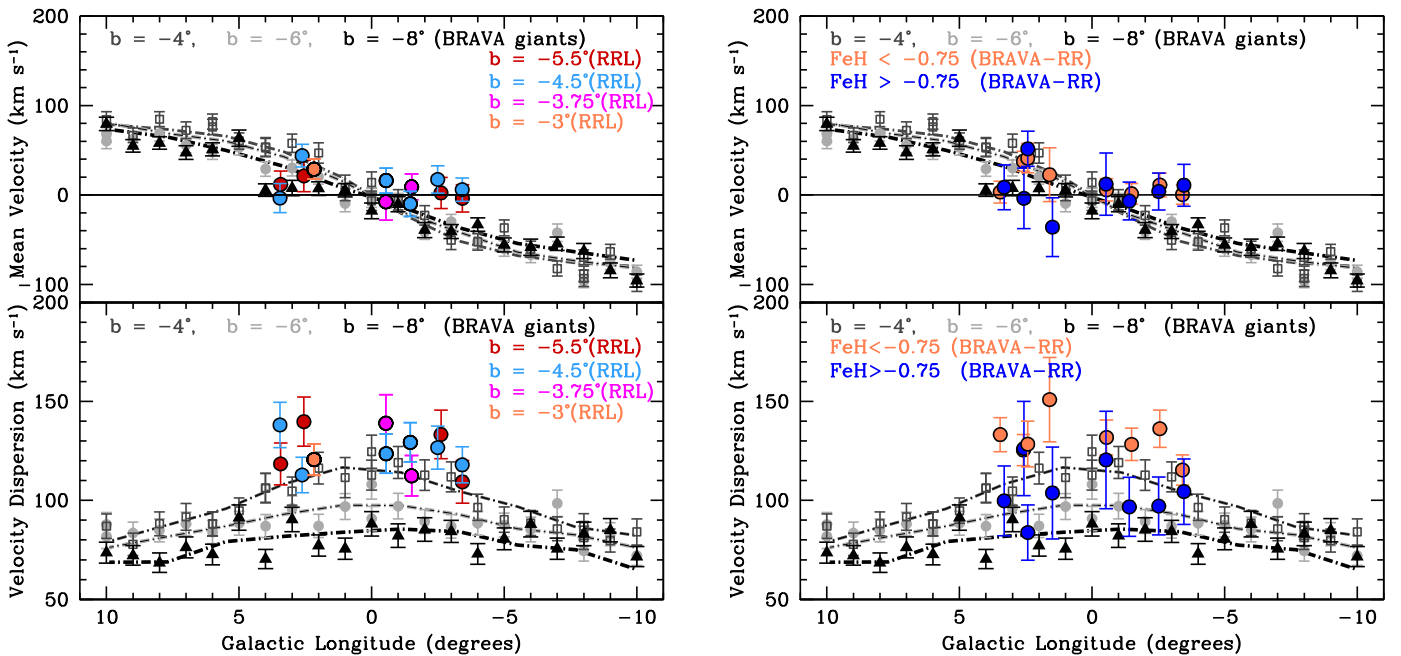 200
100
0
−100
Mean Velocity (km s⁻¹)
b = −4°, b = −6°, b = −8° (BRAVA giants)
b = −5.5°(RRL)
b = −4.5°(RRL)
b = −3.75°(RRL)
b = −3°(RRL)
200
150
100
50
Velocity Dispersion (km s⁻¹)
b = −4°, b = −6°, b = −8° (BRAVA giants)
b = −5.5°(RRL)
b = −4.5°(RRL)
b = −3.75°(RRL)
b = −3°(RRL)
10 5 0 −5 −10
Galactic Longitude (degrees)
200
100
0
−100
Mean Velocity (km s⁻¹)
b = −4°, b = −6°, b = −8° (BRAVA giants)
FeH < −0.75 (BRAVA−RR)
FeH > −0.75 (BRAVA−RR)
200
150
100
50
Velocity Dispersion (km s⁻¹)
b = −4°, b = −6°, b = −8° (BRAVA giants)
FeH<−0.75 (BRAVA−RR)
FeH>−0.75 (BRAVA−RR)
10 5 0 −5 −10
Galactic Longitude (degrees)